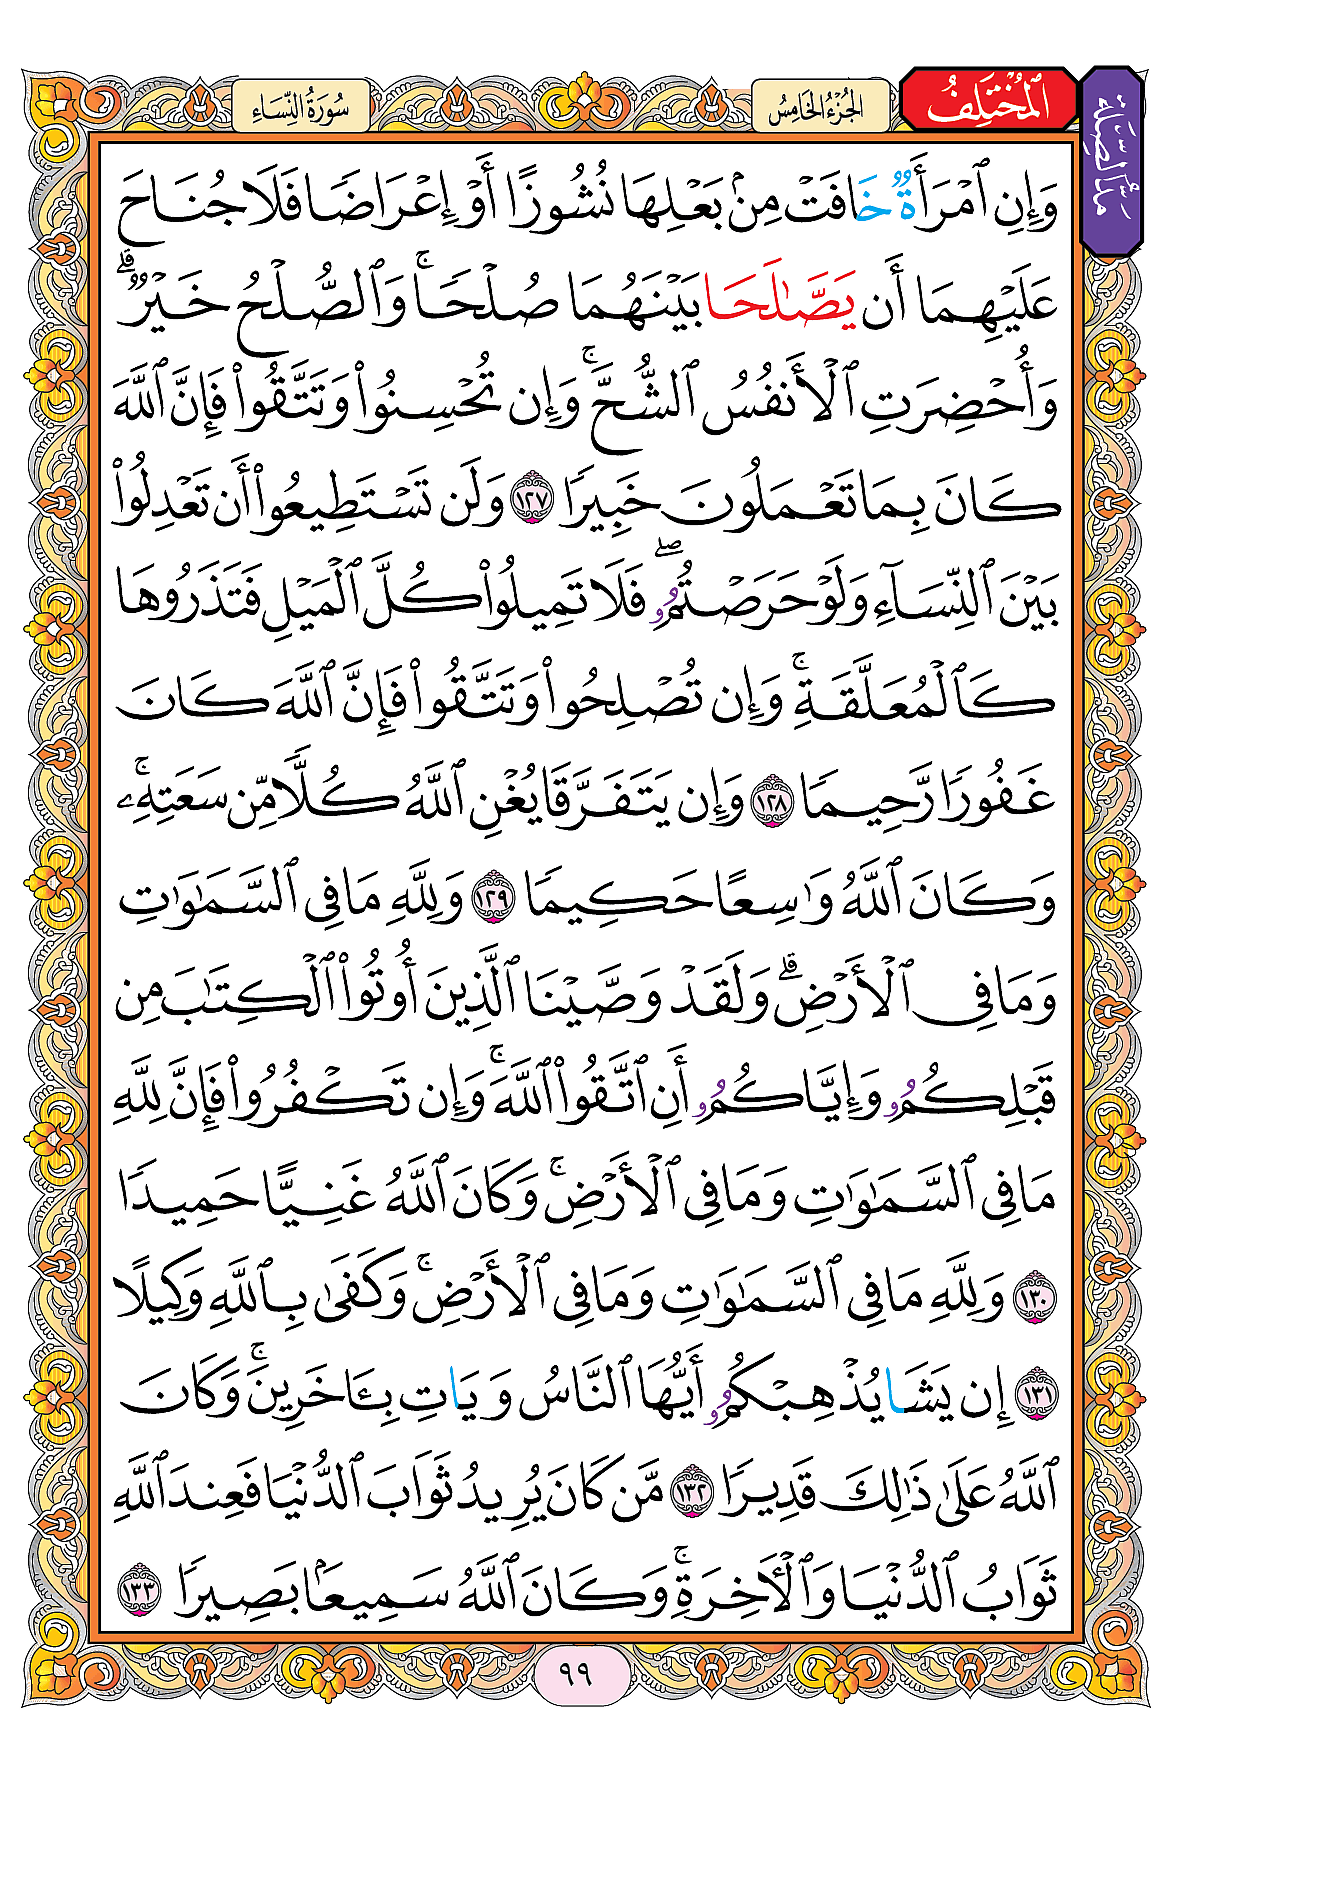 مَدُّ الصِّلَة
المُخْتَلِفُ
الجُزْءُ الخَامِسُ
سُورَةُ النِّسَاءِ
وَإِنِ ٱمْرَأَةٌ خَافَتْ مِنۢ بَعْلِهَا نُشُوزًا أَوْ إِعْرَاضًا فَلَا جُنَاحَ
عَلَيْهِمَا أَن يَصَّٰلَحَا بَيْنَهُمَا صُلْحًا ۚ وَٱلصُّلْحُ خَيْرٌ ۗ
وَأُحْضِرَتِ ٱلْأَنفُسُ ٱلشُّحَّ ۚ وَإِن تُحْسِنُوا۟ وَتَتَّقُوا۟ فَإِنَّ ٱللَّهَ
كَانَ بِمَا تَعْمَلُونَ خَبِيرًا ١٢٧ وَلَن تَسْتَطِيعُوا۟ أَن تَعْدِلُوا۟
بَيْنَ ٱلنِّسَآءِ وَلَوْ حَرَصْتُمُۥ ۖ فَلَا تَمِيلُوا۟ كُلَّ ٱلْمَيْلِ فَتَذَرُوهَا
كَٱلْمُعَلَّقَةِ ۚ وَإِن تُصْلِحُوا۟ وَتَتَّقُوا۟ فَإِنَّ ٱللَّهَ كَانَ
غَفُورًا رَّحِيمًا ١٢٨ وَإِن يَتَفَرَّقَا يُغْنِ ٱللَّهُ كُلًّا مِّن سَعَتِهِۦ ۚ
وَكَانَ ٱللَّهُ وَٰسِعًا حَكِيمًا ١٢٩ وَلِلَّهِ مَا فِي ٱلسَّمَٰوَٰتِ
وَمَا فِي ٱلْأَرْضِ ۗ وَلَقَدْ وَصَّيْنَا ٱلَّذِينَ أُوتُوا۟ ٱلْكِتَٰبَ مِن
قَبْلِكُمُۥ وَإِيَّاكُمُۥ أَنِ ٱتَّقُوا۟ ٱللَّهَ ۚ وَإِن تَكْفُرُوا۟ فَإِنَّ لِلَّهِ
مَا فِي ٱلسَّمَٰوَٰتِ وَمَا فِي ٱلْأَرْضِ ۚ وَكَانَ ٱللَّهُ غَنِيًّا حَمِيدًا
١٣٠ وَلِلَّهِ مَا فِي ٱلسَّمَٰوَٰتِ وَمَا فِي ٱلْأَرْضِ ۚ وَكَفَىٰ بِٱللَّهِ وَكِيلًا
١٣١ إِن يَشَا يُذْهِبْكُمُۥ أَيُّهَا ٱلنَّاسُ وَيَاتِ بِـَٔاخَرِينَ ۚ وَكَانَ
ٱللَّهُ عَلَىٰ ذَٰلِكَ قَدِيرًا ١٣٢ مَّن كَانَ يُرِيدُ ثَوَابَ ٱلدُّنْيَا فَعِندَ ٱللَّهِ
ثَوَابُ ٱلدُّنْيَا وَٱلْأَخِرَةِ ۚ وَكَانَ ٱللَّهُ سَمِيعًۢا بَصِيرًا ١٣٣
٩٩